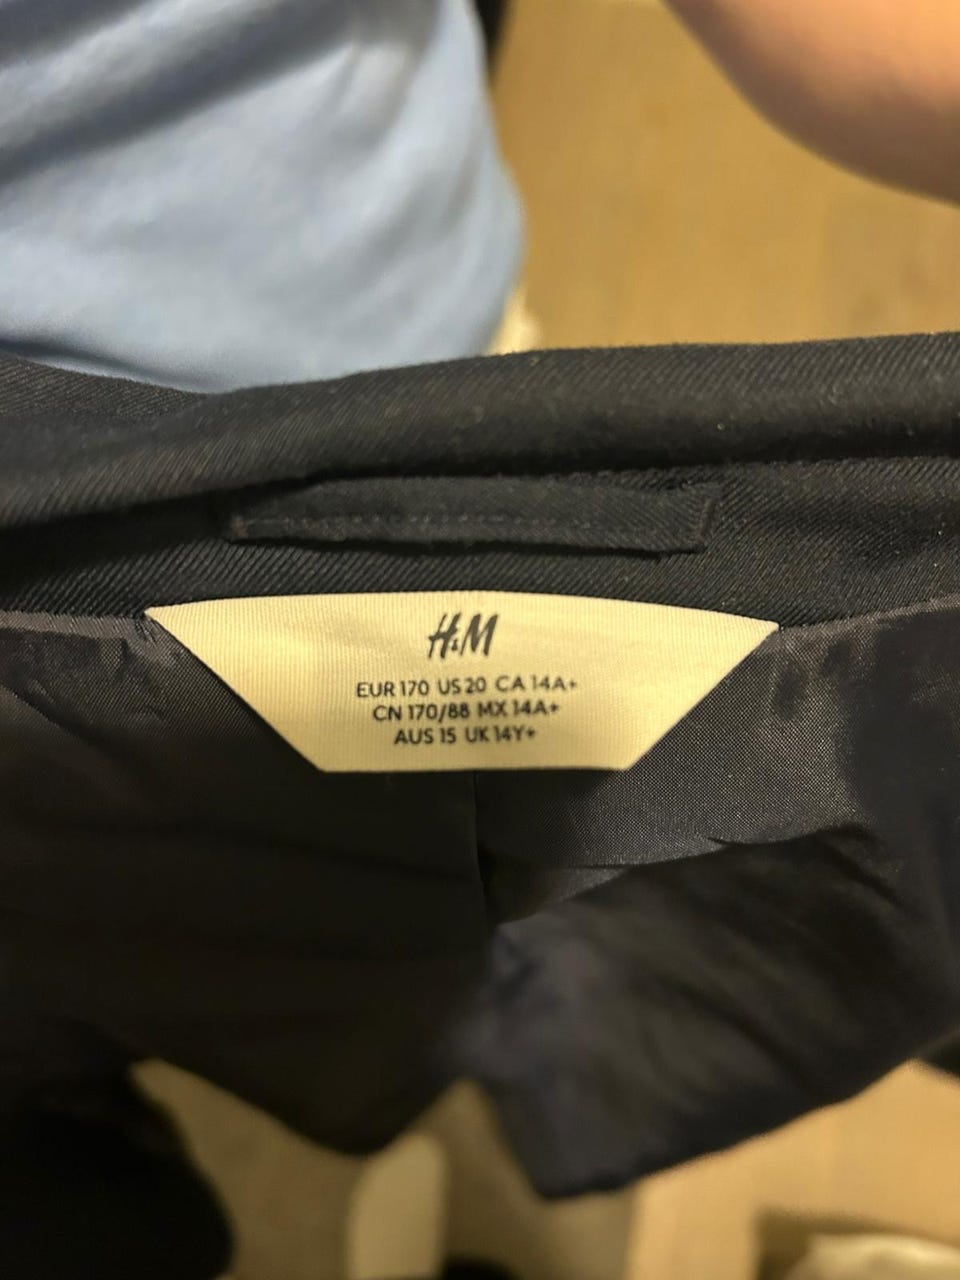 H&M
EUR 170 US 20 CA 14A+
CN 170/88 MX 14A+
AUS 15 UK 14Y+